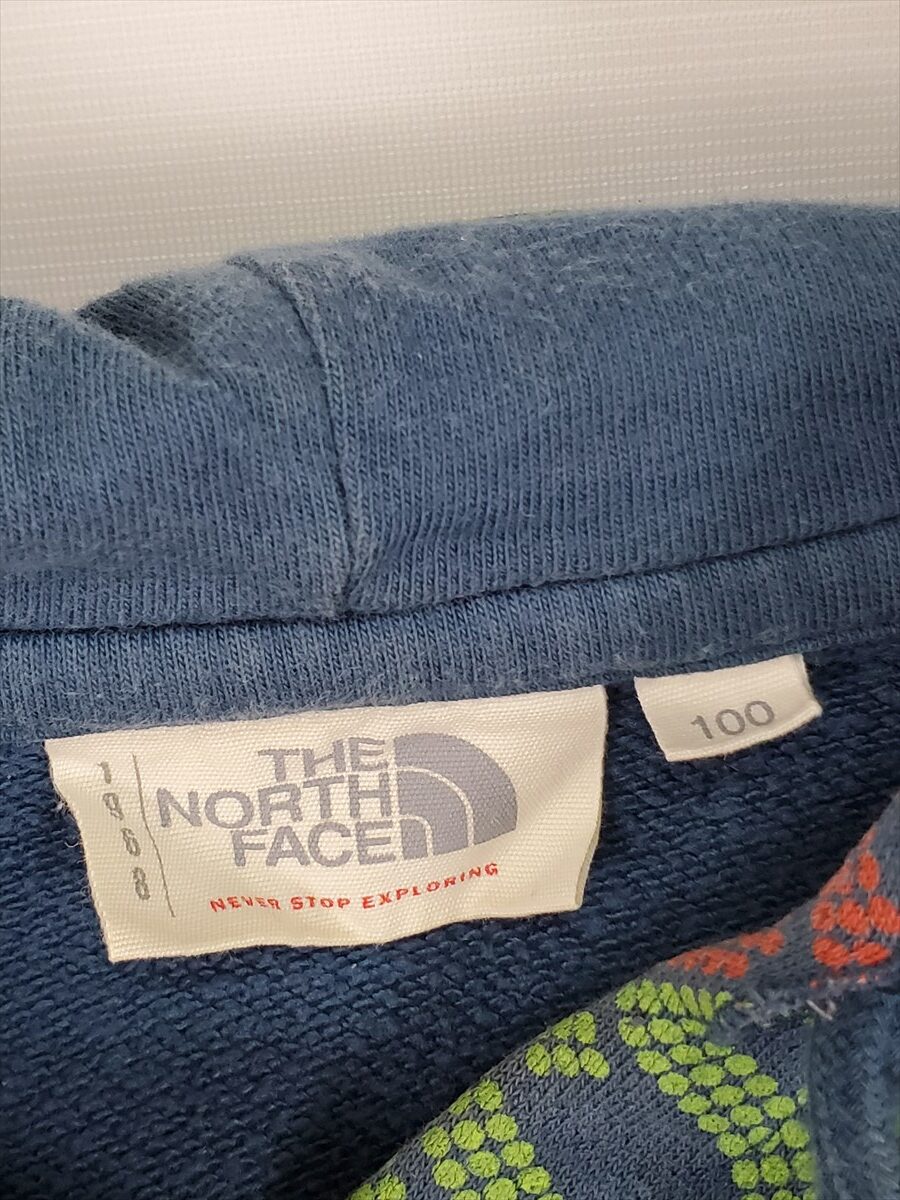 1968
THE
NORTH
FACE
NEVER STOP EXPLORING
100